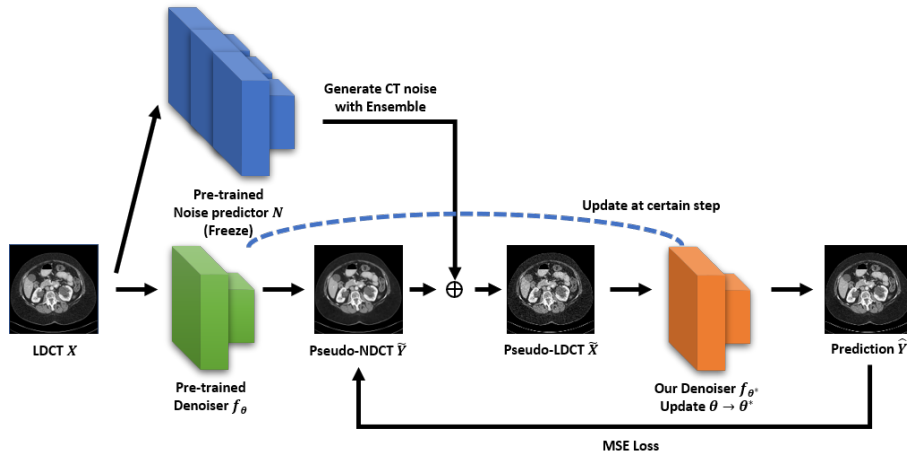 Generate CT noise
with Ensemble
Pre-trained
Noise predictor N
(Freeze)
Update at certain step
LDCT X
Pre-trained
Denoiser f_θ
Pseudo-NDCT Ỹ
⊕
Pseudo-LDCT X̃
Our Denoiser f_θ*
Update θ → θ*
Prediction Ŷ
MSE Loss